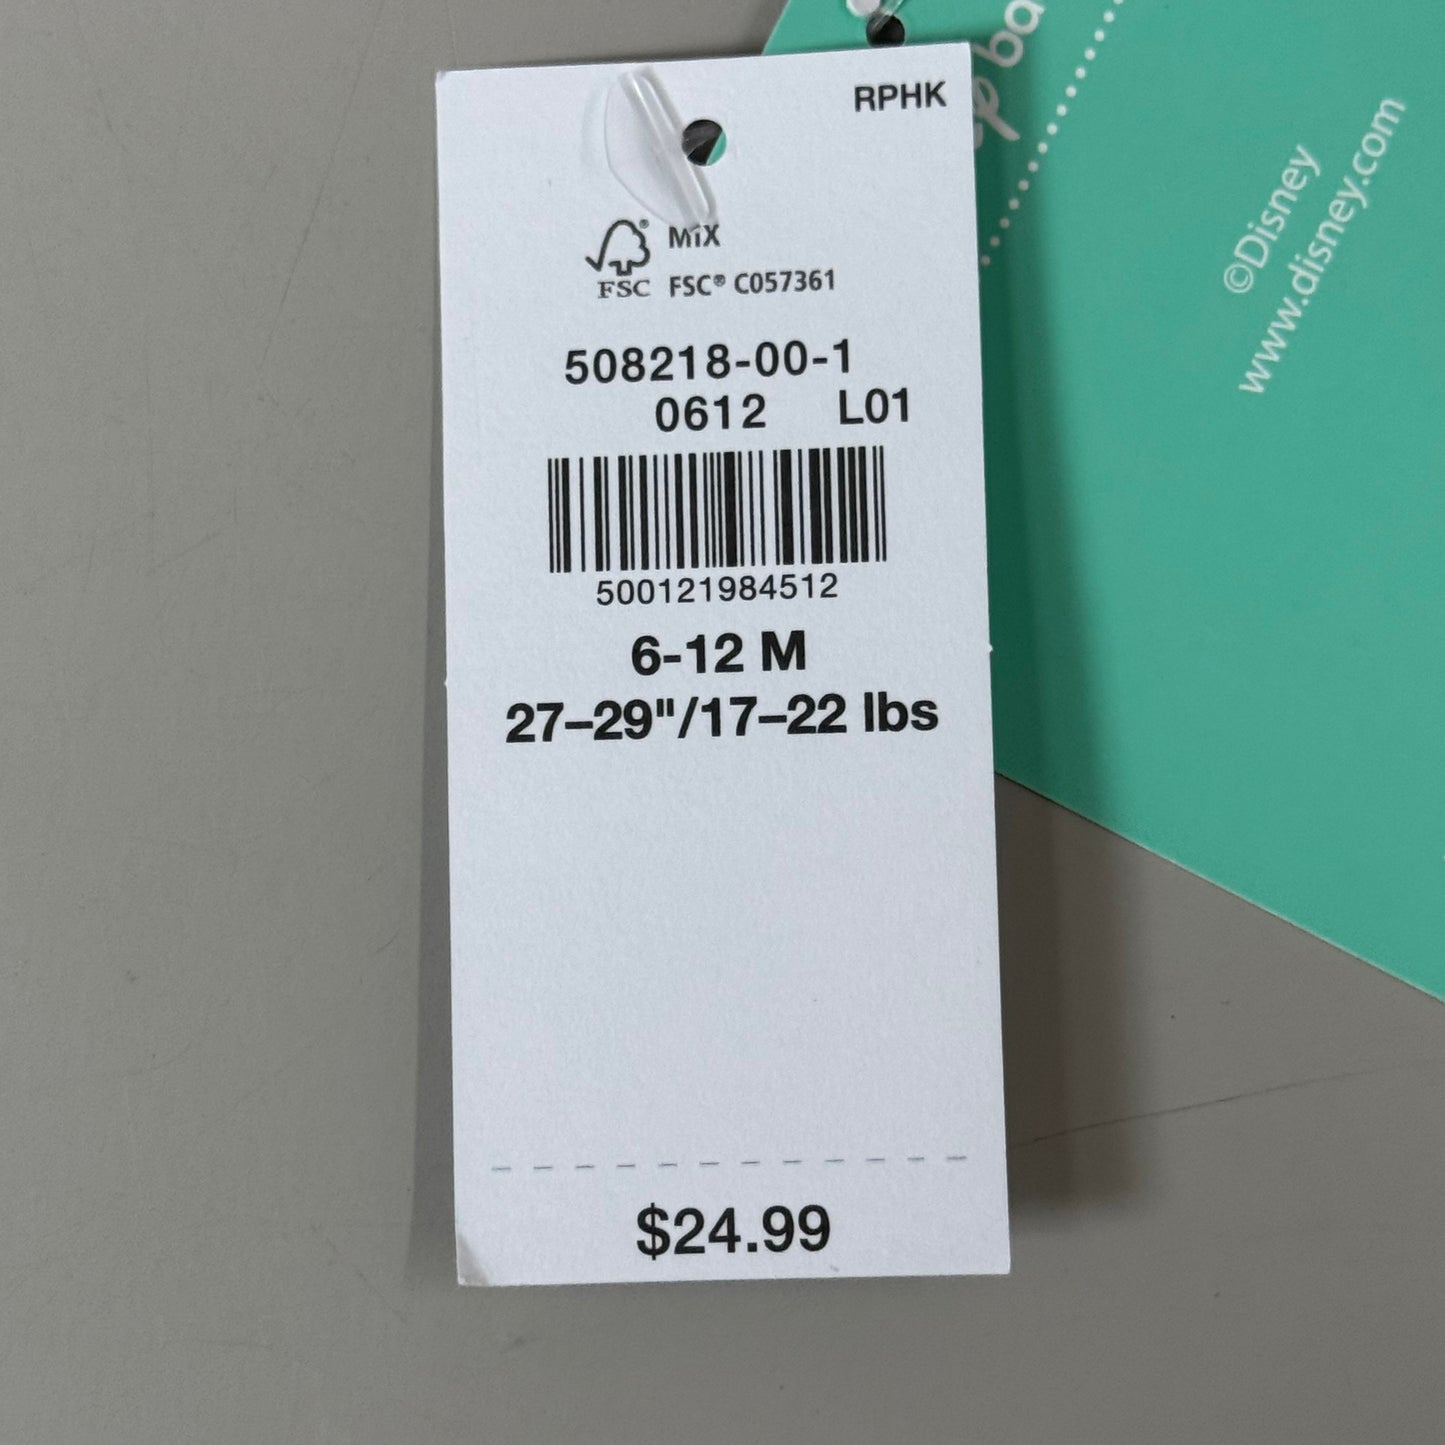 RPHK
MIX
FSC FSC® C057361
508218-00-1
0612 L01
500121984512
6-12 M
27–29"/17–22 lbs
$24.99
©Disney
www.disney.com